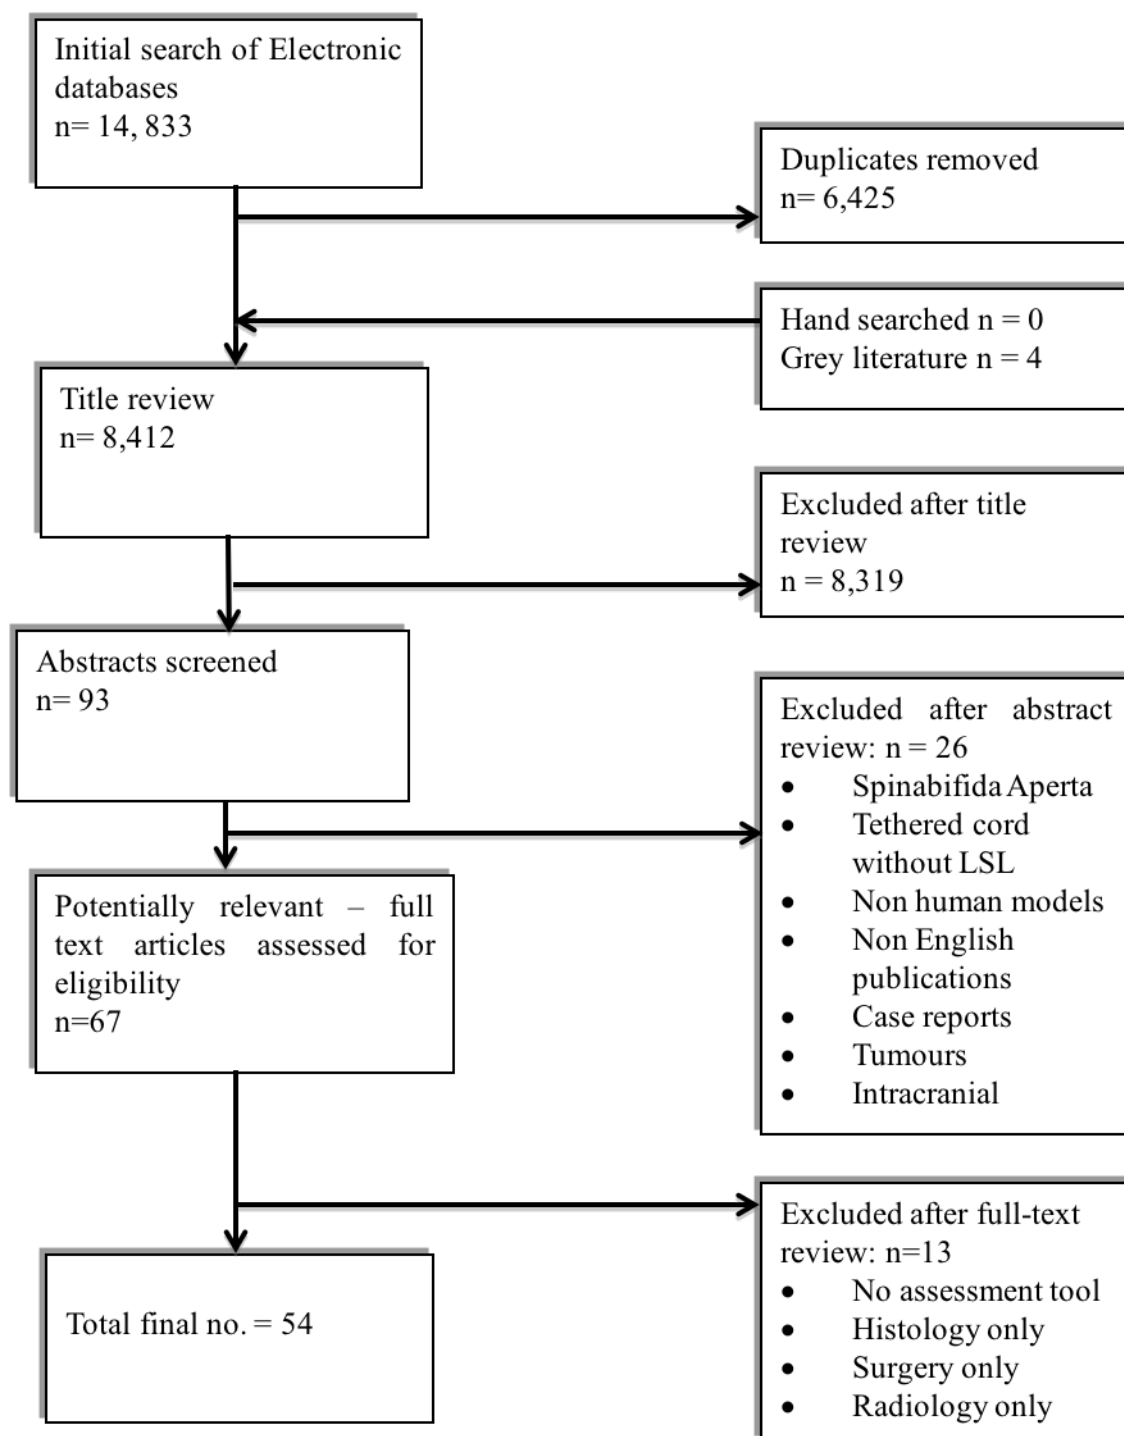 Initial search of Electronic
databases
n= 14, 833
Duplicates removed
n= 6,425
Hand searched n = 0
Grey literature n = 4
Title review
n= 8,412
Excluded after title
review
n = 8,319
Abstracts screened
n= 93
Excluded after abstract
review: n = 26
• Spinabifida Aperta
• Tethered cord
without LSL
• Non human models
• Non English
publications
• Case reports
• Tumours
• Intracranial
Potentially relevant – full
text articles assessed for
eligibility
n=67
Excluded after full-text
review: n=13
• No assessment tool
• Histology only
• Surgery only
• Radiology only
Total final no. = 54